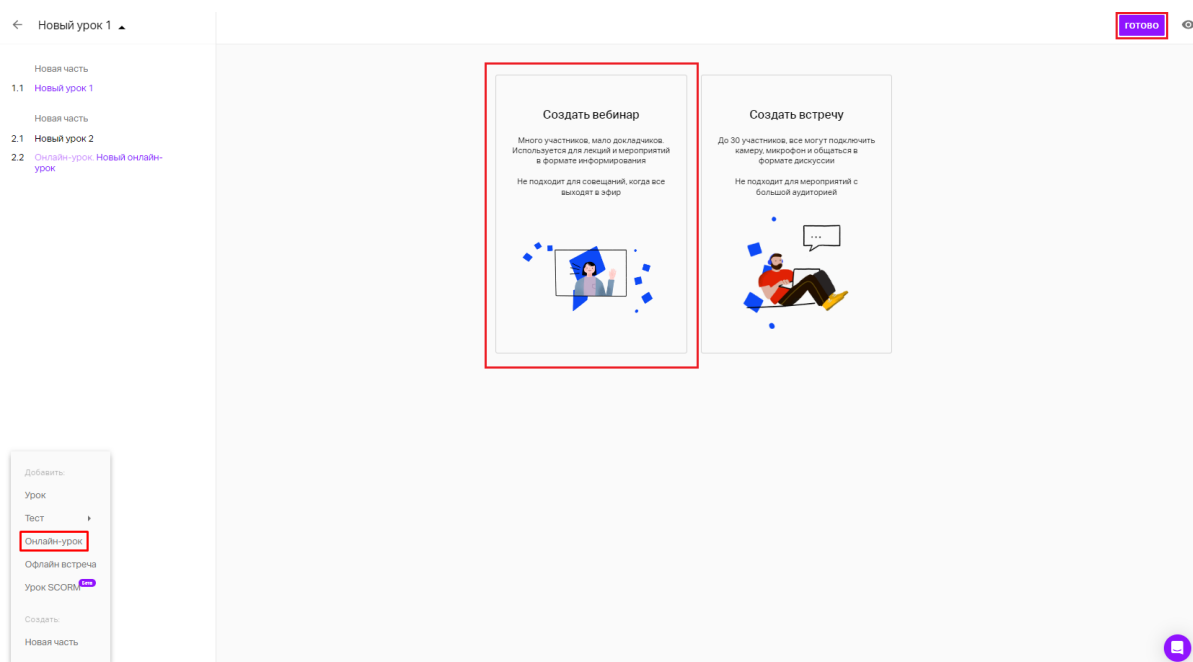 Новый урок 1
ГОТОВО
Новая часть
1.1 Новый урок 1
Новая часть
2.1 Новый урок 2
2.2 Онлайн-урок. Новый онлайн-
урок
Создать вебинар
Много участников, мало докладчиков.
Используется для лекций и мероприятий
в формате информирования
Не подходит для совещаний, когда все
выходят в эфир
Создать встречу
До 30 участников, все могут подключить
камеру, микрофон и общаться в
формате дискуссии
Не подходит для мероприятий с
большой аудиторией
...
Добавить:
Урок
Тест
Онлайн-урок
Офлайн встреча
Урок SCORM Beta
Создать:
Новая часть